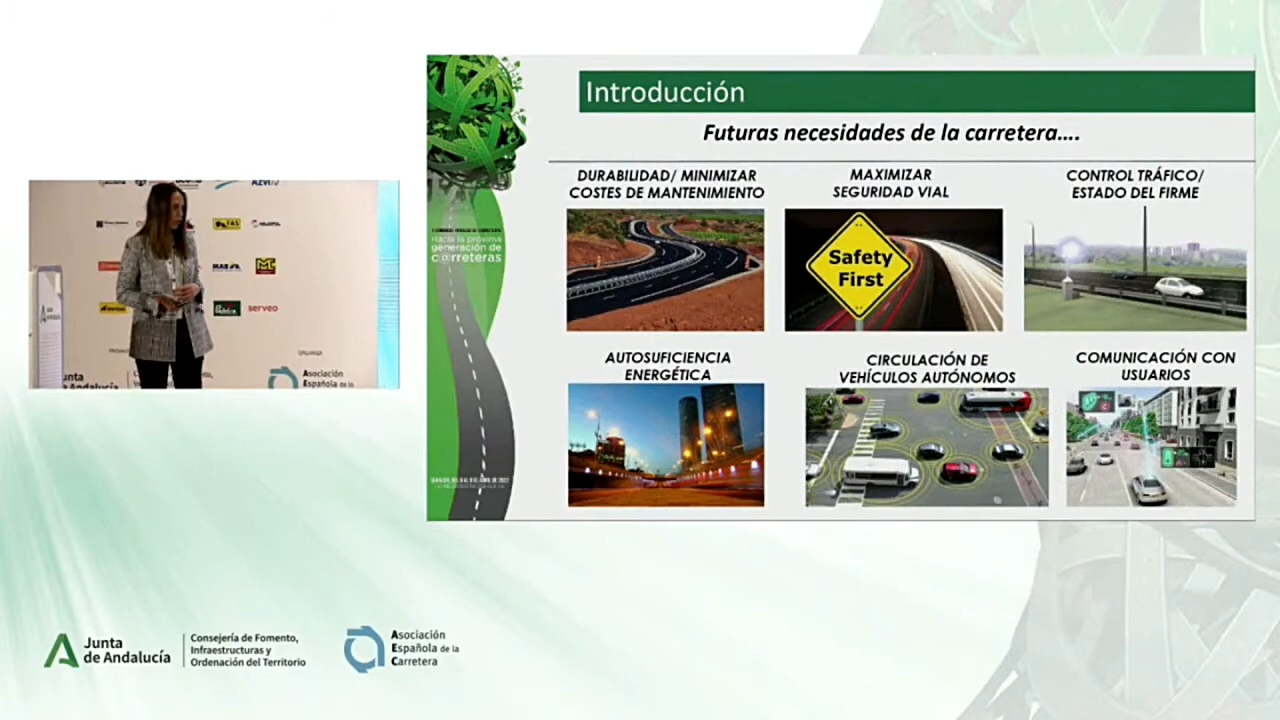 Introducción
Futuras necesidades de la carretera....
DURABILIDAD/ MINIMIZAR
COSTES DE MANTENIMIENTO
MAXIMIZAR
SEGURIDAD VIAL
CONTROL TRÁFICO/
ESTADO DEL FIRME
Safety
First
Hacia la próxima
generación de
c@rreteras
AUTOSUFICIENCIA
ENERGÉTICA
CIRCULACIÓN DE
VEHÍCULOS AUTÓNOMOS
COMUNICACIÓN CON
USUARIOS
AZVI
FAS
serveo
Asociación
Española de la
Junta
de Andalucía
Consejería de Fomento,
Infraestructuras y
Ordenación del Territorio
Asociación
Española de la
Carretera